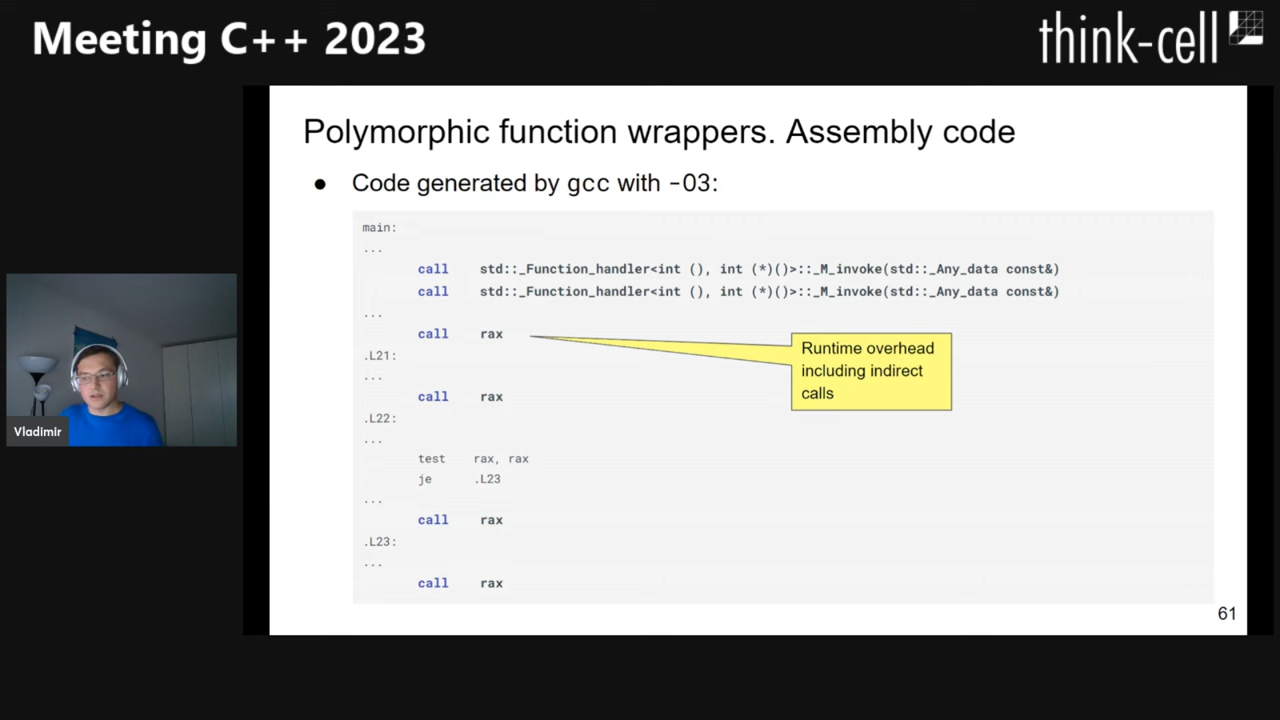 Meeting C++ 2023
think-cell
Polymorphic function wrappers. Assembly code
● Code generated by gcc with -O3:
main:
...
call std::_Function_handler<int (), int (*)()>::_M_invoke(std::_Any_data const&)
call std::_Function_handler<int (), int (*)()>::_M_invoke(std::_Any_data const&)
...
call rax
.L21:
...
call rax
.L22:
...
test rax, rax
je .L23
...
call rax
.L23:
...
call rax
Runtime overhead
including indirect
calls
Vladimir
61